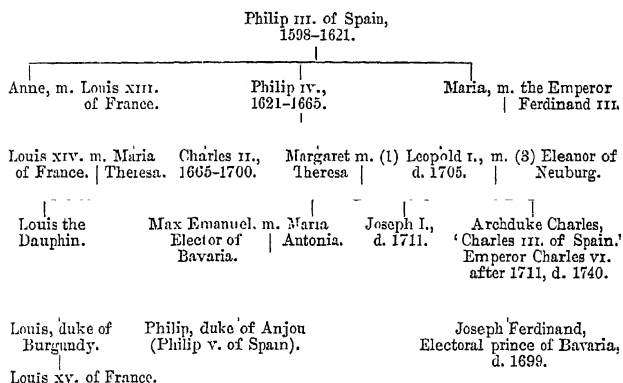 Philip III. of Spain,
1598–1621.
Anne, m. Louis XIII.
of France.
Philip IV.,
1621–1665.
Maria, m. the Emperor
Ferdinand III.
Louis XIV. m. Maria
of France. Theresa.
Charles II.,
1665–1700.
Margaret m. (1) Leopold I., m. (3) Eleanor of
Theresa d. 1705. Neuburg.
Louis the
Dauphin.
Max Emanuel. m. Maria
Elector of Antonia.
Bavaria.
Joseph I.,
d. 1711.
Archduke Charles,
‘Charles III. of Spain.’
Emperor Charles VI.
after 1711, d. 1740.
Louis, duke of
Burgundy.
Louis XV. of France.
Philip, duke of Anjou
(Philip V. of Spain).
Joseph Ferdinand,
Electoral prince of Bavaria,
d. 1699.